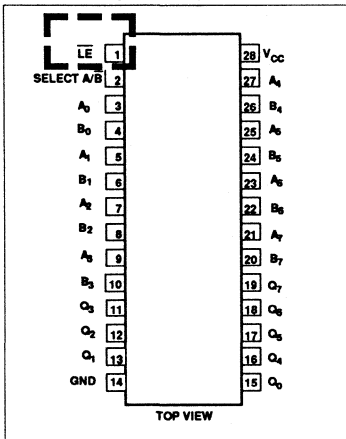 L̅E̅ 1 28 V_CC
SELECT A/B 2 27 A₄
A₀ 3 26 B₄
B₀ 4 25 A₅
A₁ 5 24 B₅
B₁ 6 23 A₆
A₂ 7 22 B₆
B₂ 8 21 A₇
A₃ 9 20 B₇
B₃ 10 19 Q₇
Q₃ 11 18 Q₆
Q₂ 12 17 Q₅
Q₁ 13 16 Q₄
GND 14 15 Q₀
TOP VIEW